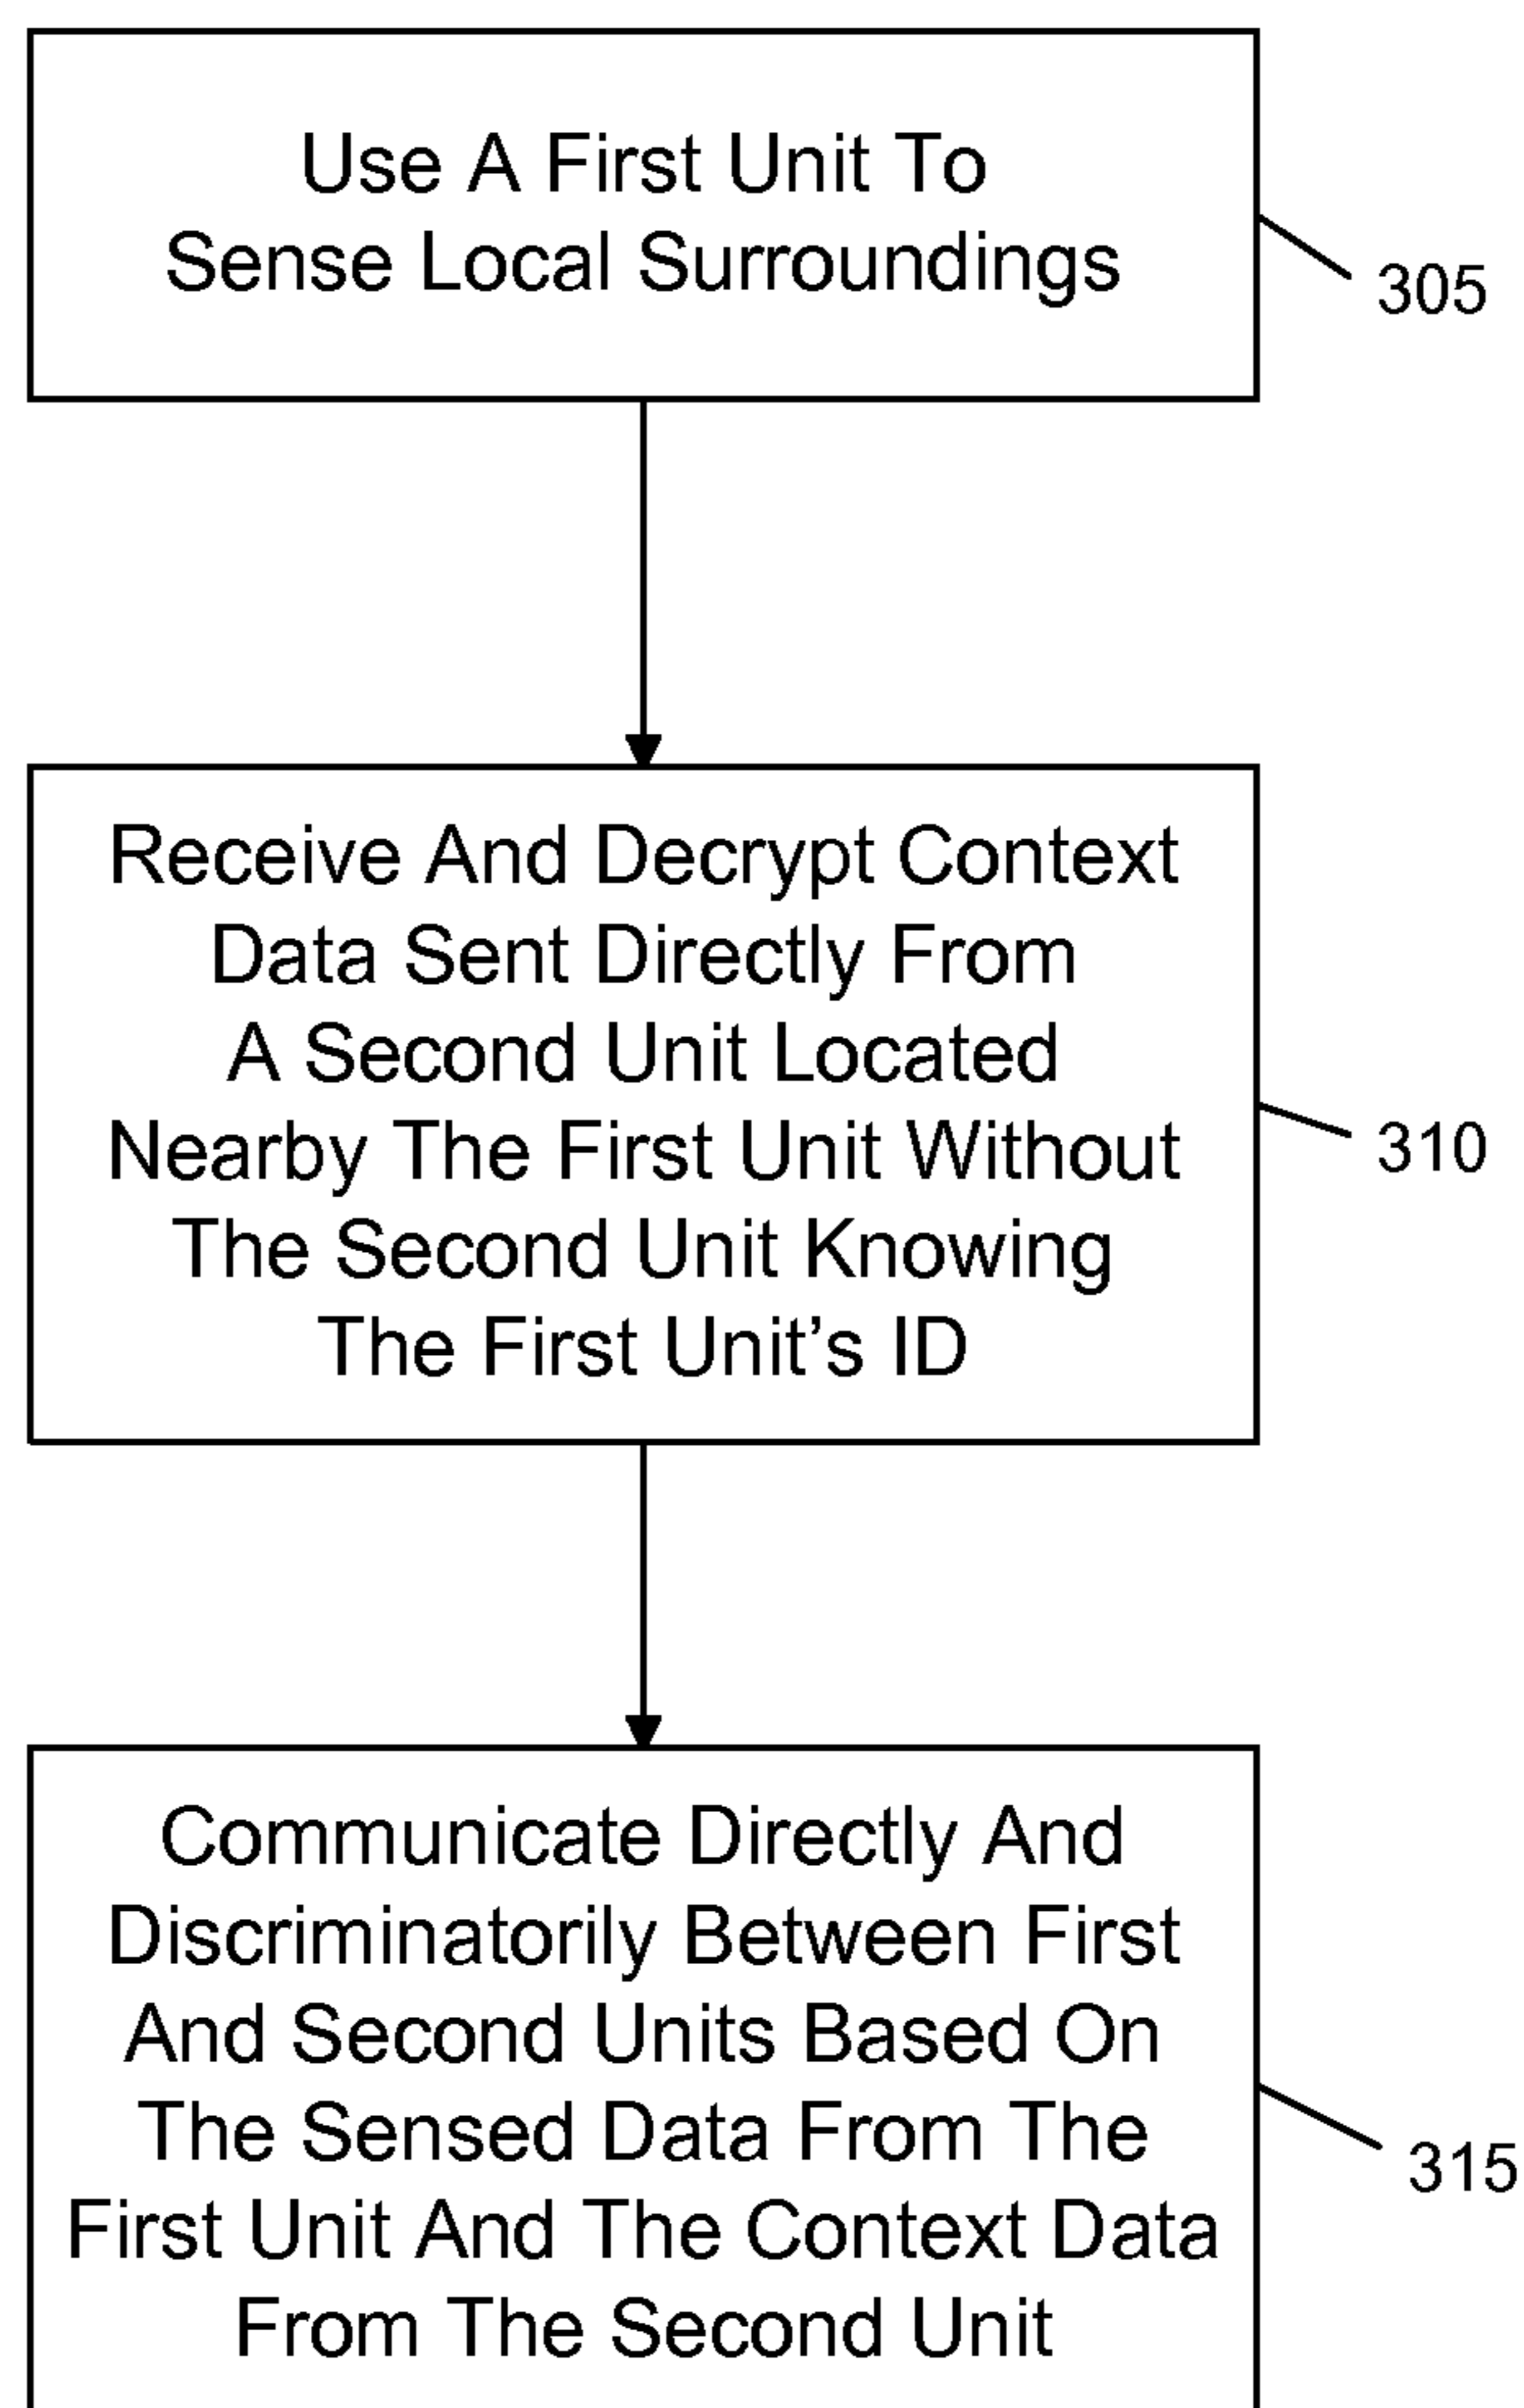 Use A First Unit To
Sense Local Surroundings
305
Receive And Decrypt Context
Data Sent Directly From
A Second Unit Located
Nearby The First Unit Without
The Second Unit Knowing
The First Unit’s ID
310
Communicate Directly And
Discriminatorily Between First
And Second Units Based On
The Sensed Data From The
First Unit And The Context Data
From The Second Unit
315